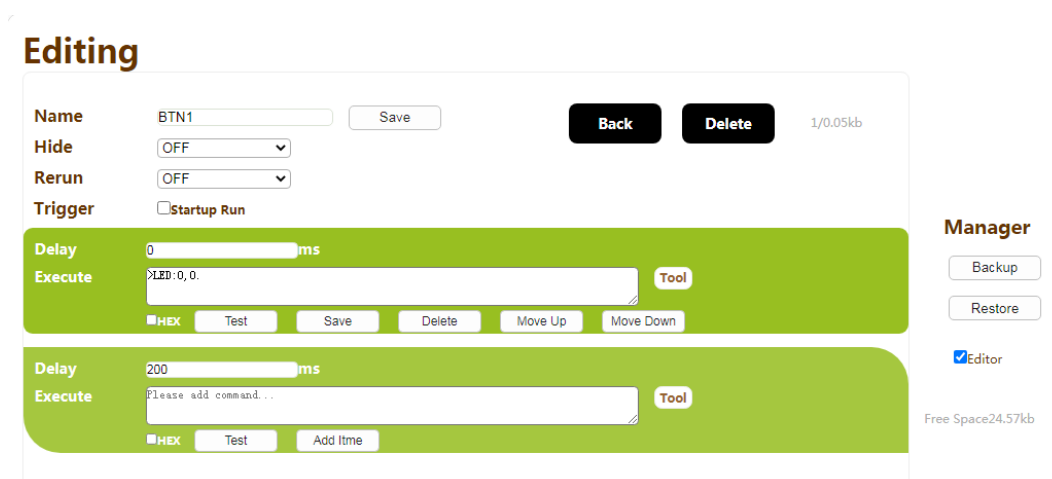 Editing
Name BTN1 Save Back Delete 1/0.05kb
Hide OFF
Rerun OFF
Trigger Startup Run
Manager
Delay 0 ms
Backup
Execute >LED:0,0. Tool
Restore
HEX Test Save Delete Move Up Move Down
Editor
Delay 200 ms
Execute Please add command... Tool
Free Space24.57kb
HEX Test Add Itme